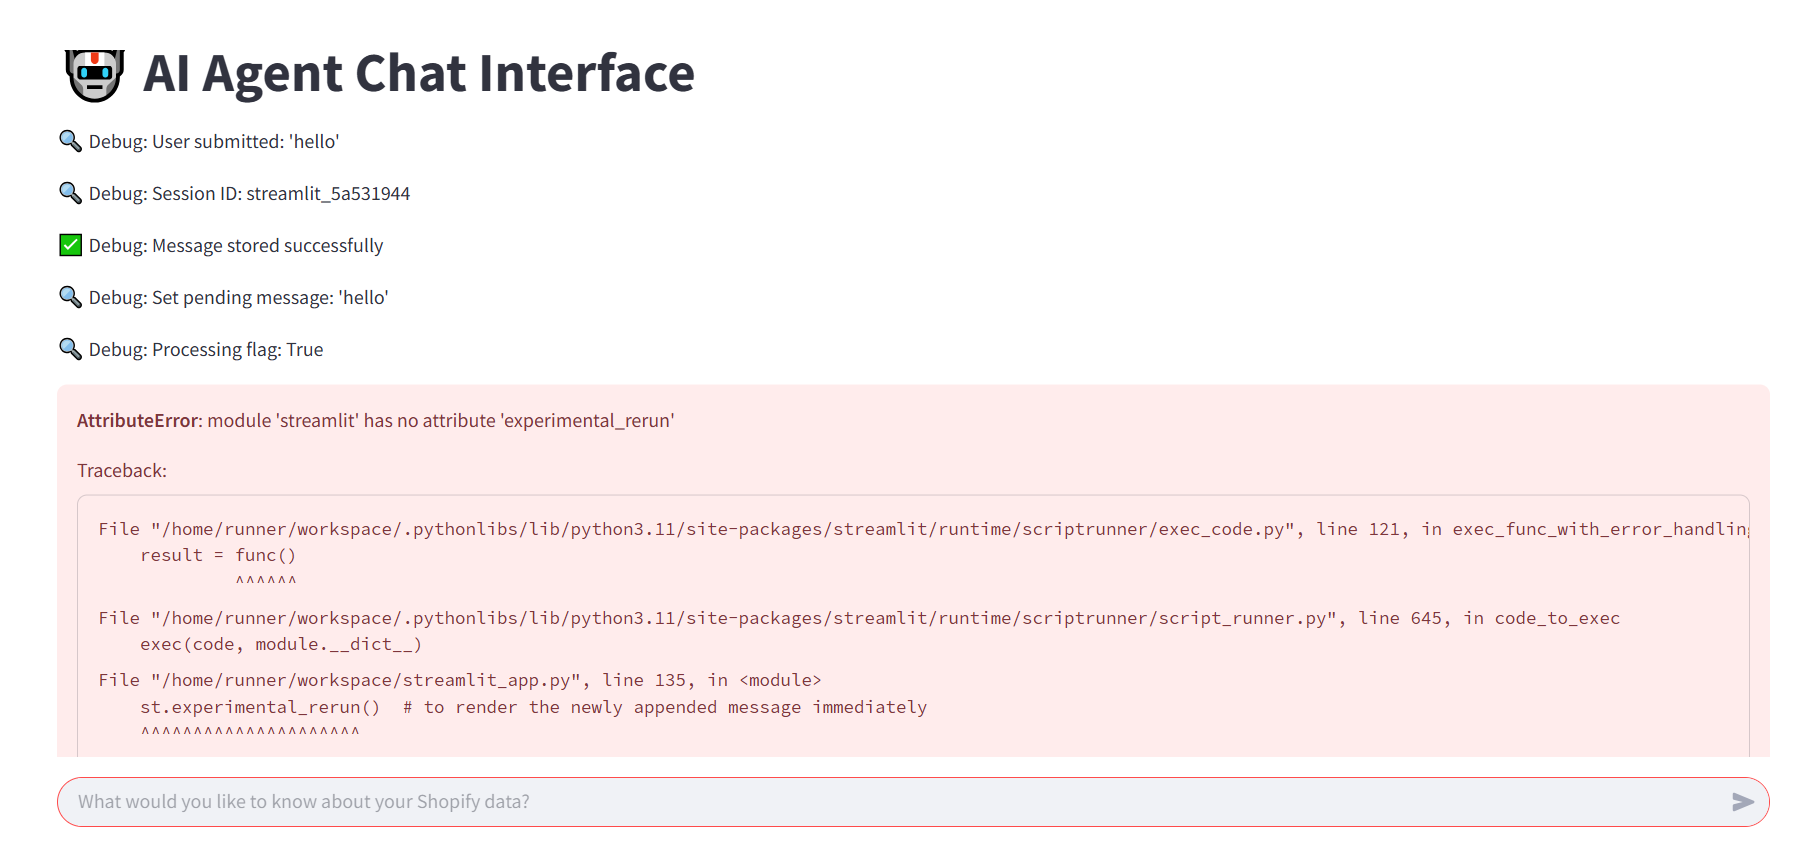 AI Agent Chat Interface
Debug: User submitted: 'hello'
Debug: Session ID: streamlit_5a531944
Debug: Message stored successfully
Debug: Set pending message: 'hello'
Debug: Processing flag: True
AttributeError: module 'streamlit' has no attribute 'experimental_rerun'
Traceback:
File "/home/runner/workspace/.pythonlibs/lib/python3.11/site-packages/streamlit/runtime/scriptrunner/exec_code.py", line 121, in exec_func_with_error_handling
result = func()
^^^^^^
File "/home/runner/workspace/.pythonlibs/lib/python3.11/site-packages/streamlit/runtime/scriptrunner/script_runner.py", line 645, in code_to_exec
exec(code, module.__dict__)
File "/home/runner/workspace/streamlit_app.py", line 135, in <module>
st.experimental_rerun()  # to render the newly appended message immediately
^^^^^^^^^^^^^^^^^^^^^
What would you like to know about your Shopify data?